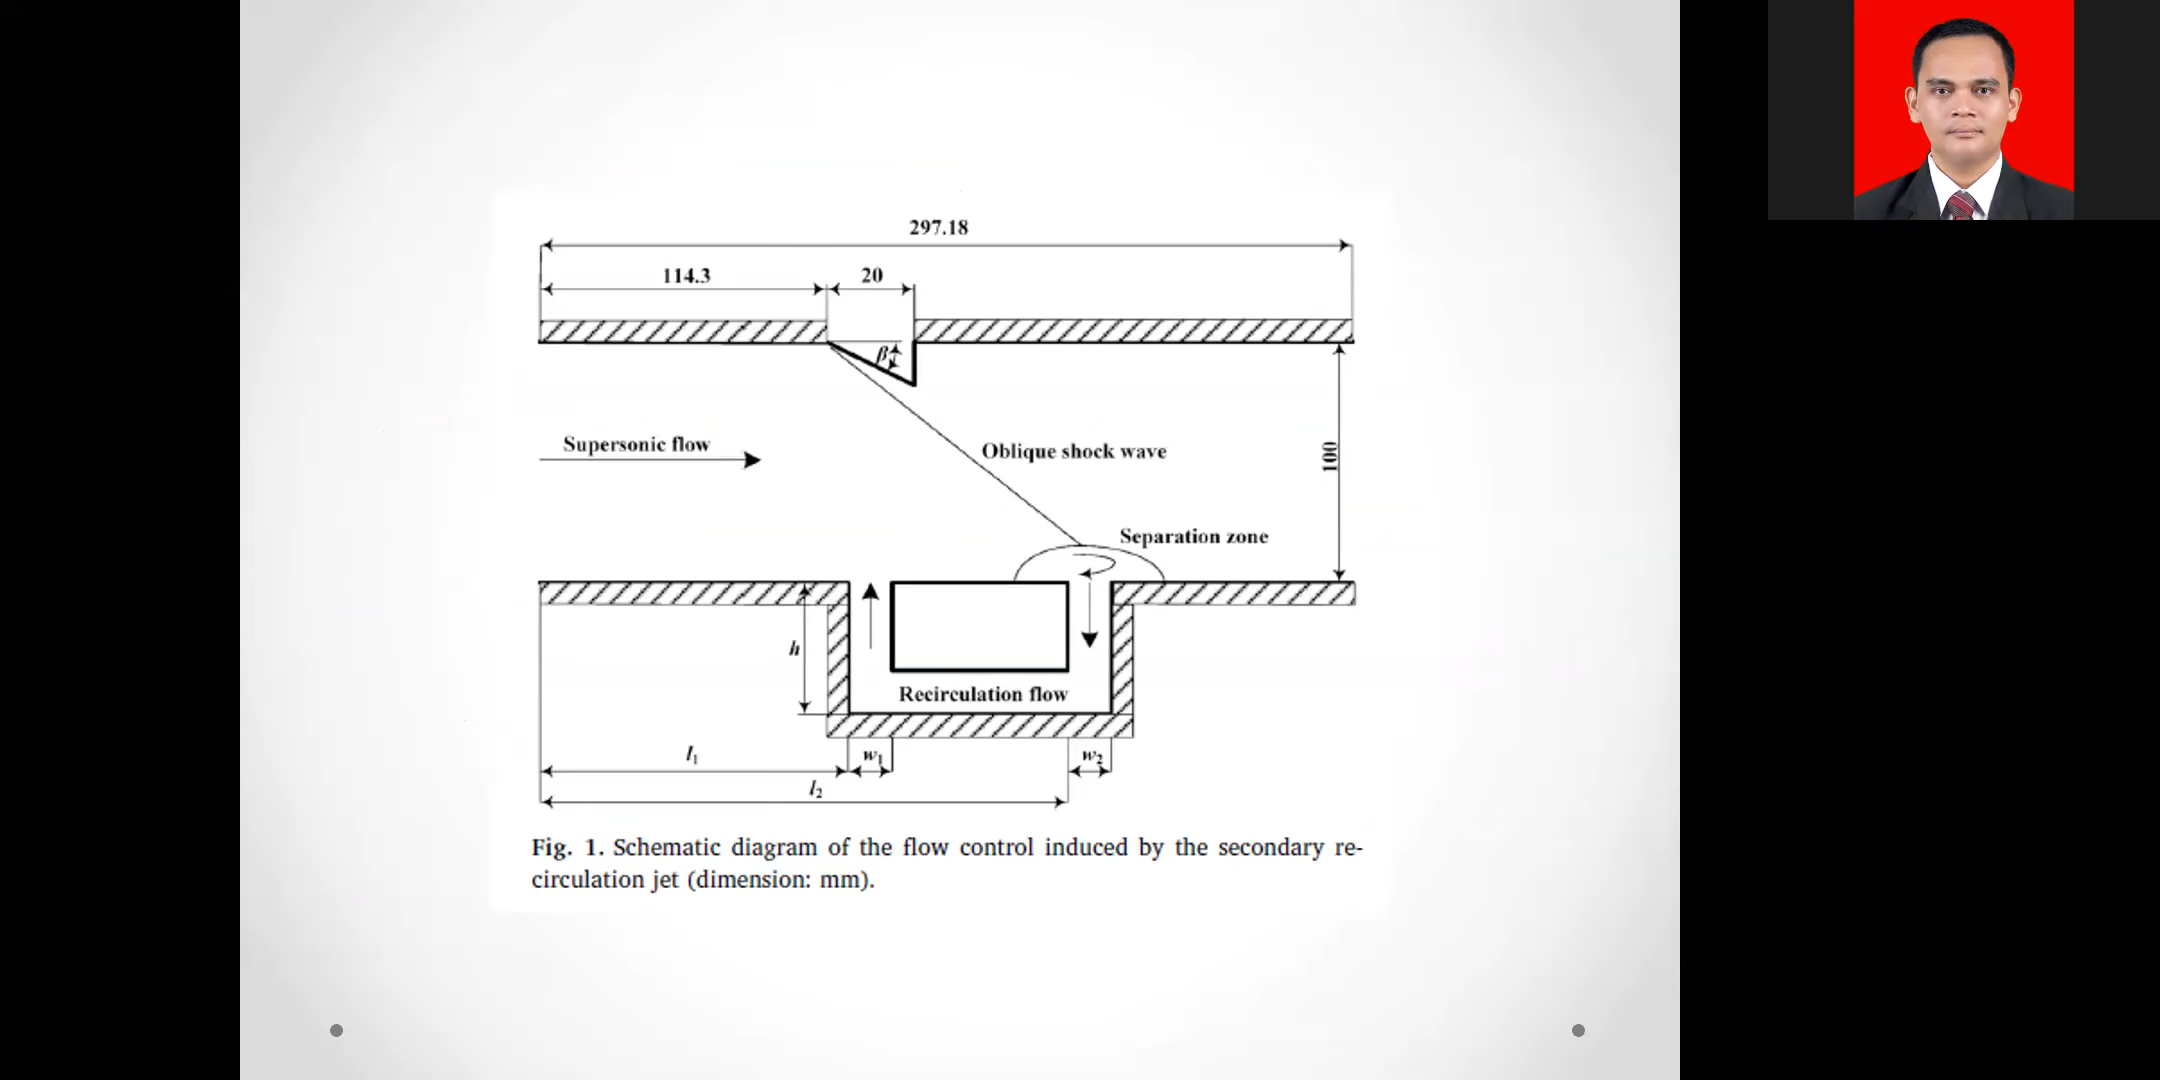 297.18
114.3
20
β
Supersonic flow
Oblique shock wave
100
Separation zone
h
Recirculation flow
l₁
w₁
w₂
l₂
Fig. 1. Schematic diagram of the flow control induced by the secondary re-
circulation jet (dimension: mm).